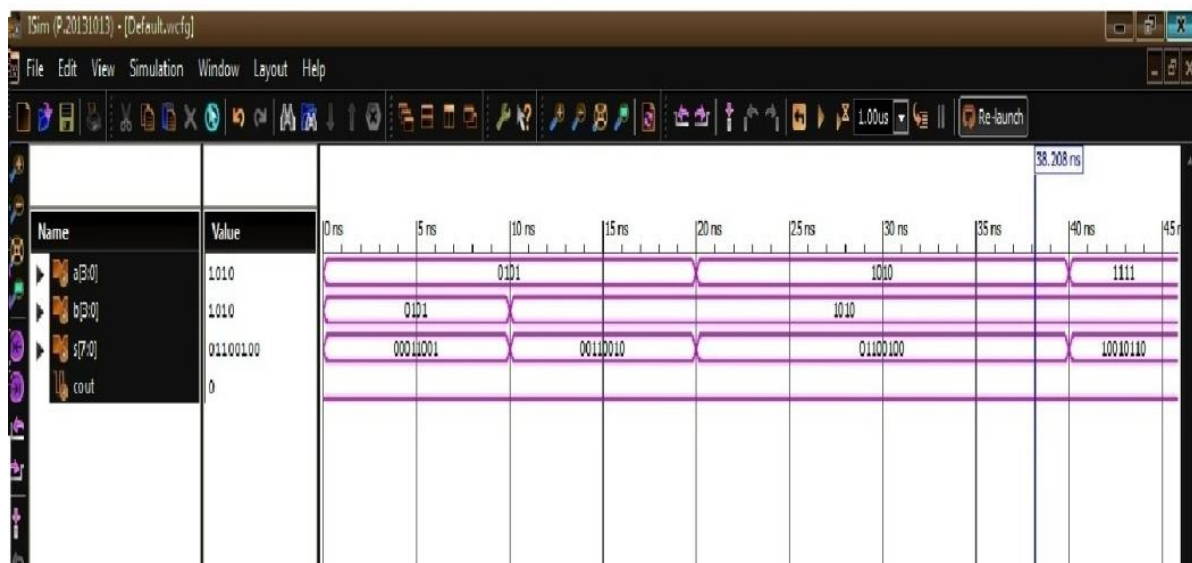 ISim (P.20131013) - [Default.wcfg]
File Edit View Simulation Window Layout Help
1.00us Re-launch
38.208 ns
Name Value 0 ns 5 ns 10 ns 15 ns 20 ns 25 ns 30 ns 35 ns 40 ns 45
a[3:0] 1010 0101 1010 1111
b[3:0] 1010 0101 1010
s[7:0] 01100100 00011001 00110010 01100100 10010110
cout 0